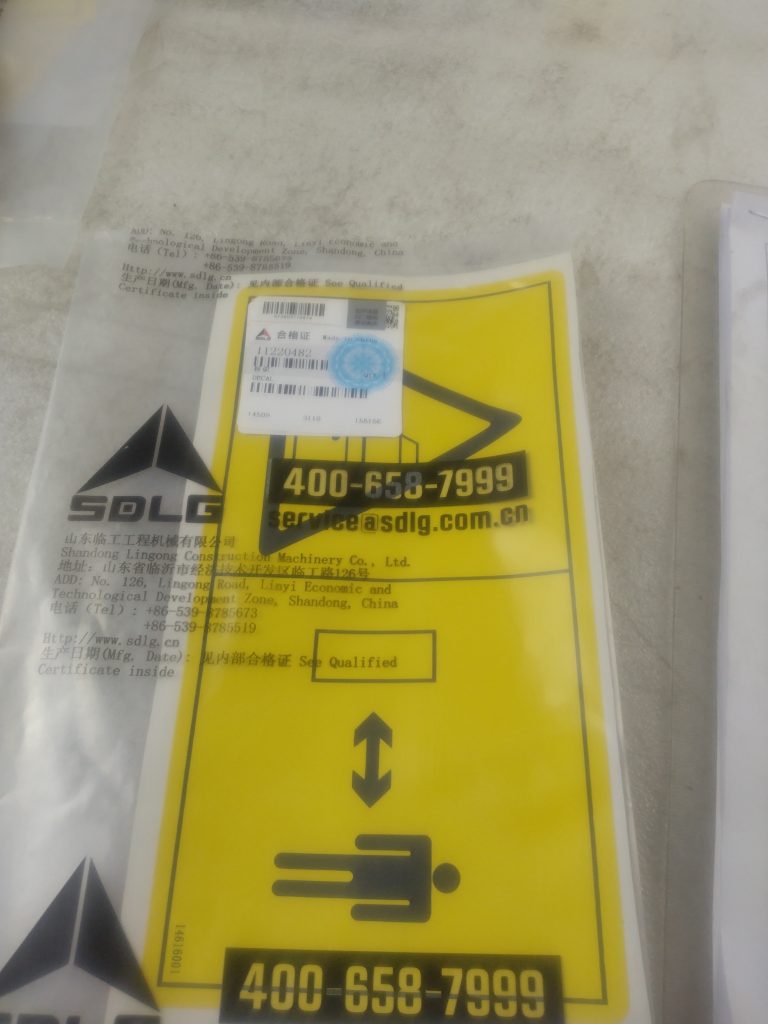 ADD: No. 126, Lingong Road, Linyi Economic and
Technological Development Zone, Shandong, China
电话（Tel）: +86-539-8785673
+86-539-8785519
Http://www.sdlg.cn
生产日期(Mfg. Date): 见内部合格证 See Qualified
Certificate inside
合格证 Made in China
11220482
DECAL
400-658-7999
service@sdlg.com.cn
SDLG
山东临工工程机械有限公司
Shandong Lingong Construction Machinery Co., Ltd.
地址: 山东省临沂市经济技术开发区临工路126号
ADD: No. 126, Lingong Road, Linyi Economic and
Technological Development Zone, Shandong, China
电话（Tel）: +86-539-8785673
+86-539-8785519
Http://www.sdlg.cn
生产日期(Mfg. Date): 见内部合格证 See Qualified
Certificate inside
14616001
400-658-7999
SDLG